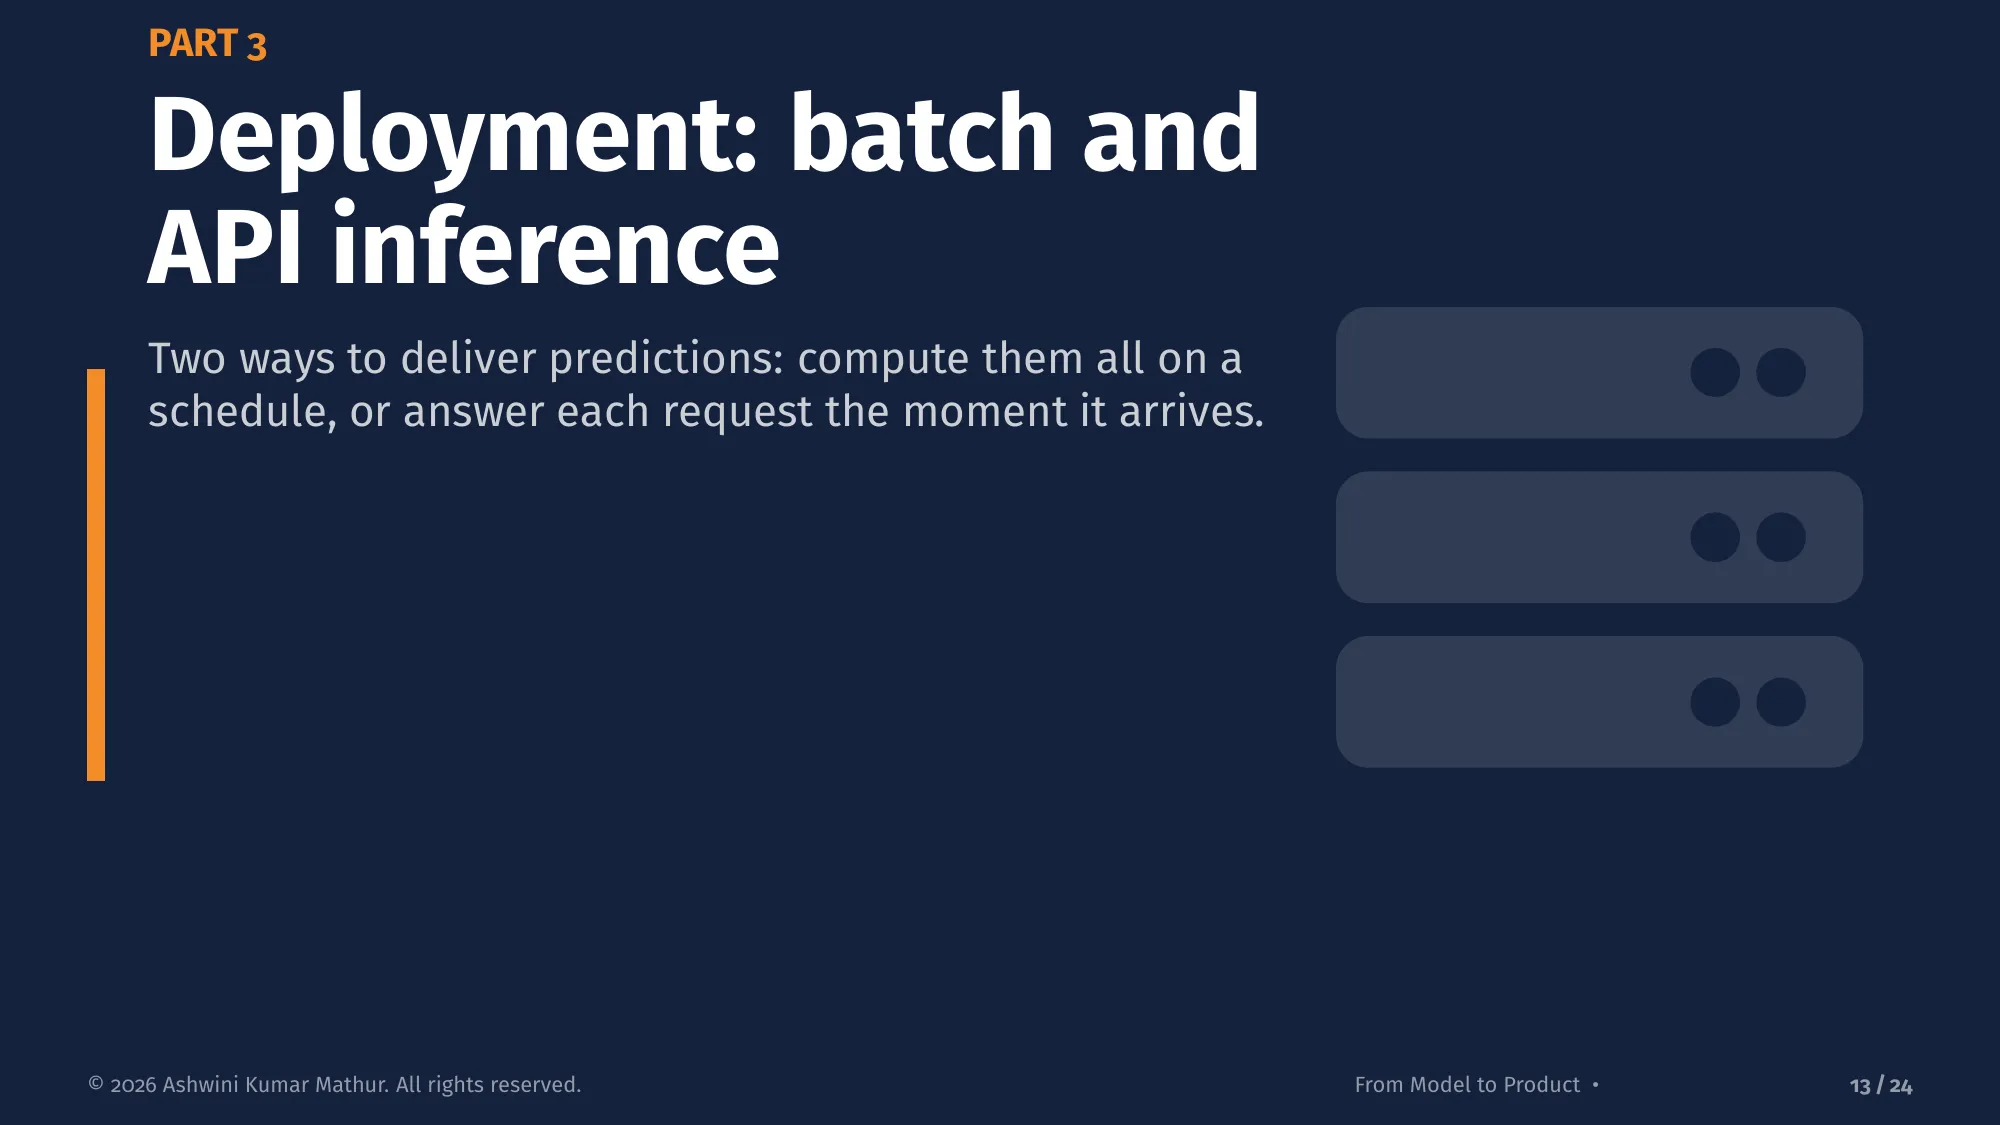 PART 3
Deployment: batch and
API inference
Two ways to deliver predictions: compute them all on a
schedule, or answer each request the moment it arrives.
© 2026 Ashwini Kumar Mathur. All rights reserved.
From Model to Product •
13 / 24